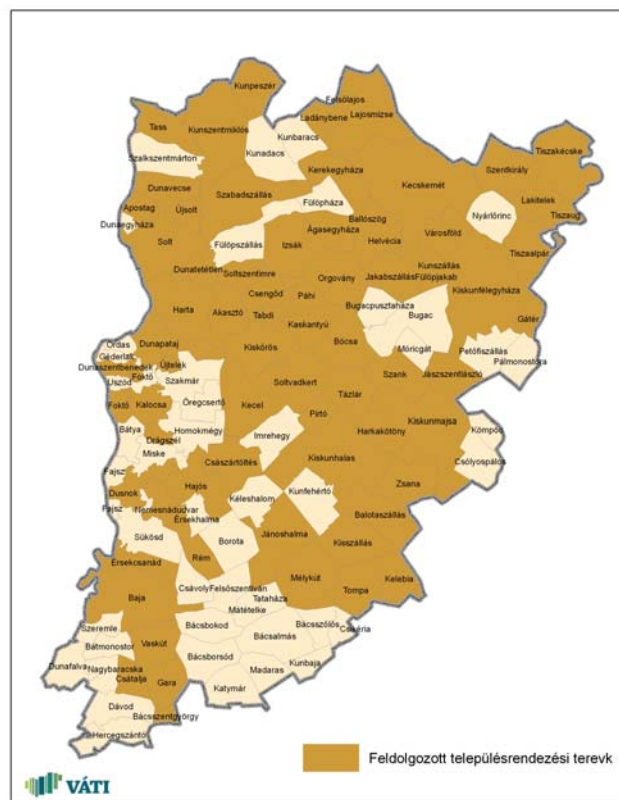 Kunpeszér
Felsőlajos
Tass
Kunszentmiklós
Ladánybene
Lajosmizse
Kunbaracs
Szalkszentmárton
Kunadacs
Tiszakécske
Kerekegyháza
Szentkirály
Dunavecse
Szabadszállás
Kecskemét
Apostag
Újsolt
Fülöpháza
Lakitelek
Dunaegyháza
Ballószög
Nyárlőrinc
Tiszaug
Ágasegyháza
Solt
Fülöpszállás
Izsák
Helvécia
Városföld
Tiszaalpár
Dunatetétlen
Soltszentimre
Kunszállás
Orgovány
Jakabszállás
Fülöpjakab
Csengőd
Páhi
Kiskunfélegyháza
Bugacpusztaháza
Harta
Akasztó
Tabdi
Bugac
Gátér
Kaskantyú
Ordas
Dunapataj
Kiskőrös
Bócsa
Móricgát
Petőfiszállás
Géderlak
Pálmonostora
Dunaszentbenedek
Újtelek
Jászszentlászló
Foktő
Szakmár
Szank
Uszód
Soltvadkert
Tázlár
Öregcsertő
Foktő
Kalocsa
Kecel
Pirtó
Kiskunmajsa
Kömpöc
Bátya
Homokmégy
Imrehegy
Harkakötöny
Drágszél
Miske
Császártöltés
Kiskunhalas
Csólyospálos
Fajsz
Hajós
Zsana
Dusnok
Kéleshalom
Kunfehértó
Fajsz
Nemesnádudvar
Érsekhalma
Balotaszállás
Sükösd
Borota
Jánoshalma
Kisszállás
Érsekcsanád
Rém
Mélykút
Kelebia
Csávoly
Felsőszentiván
Tompa
Baja
Tataháza
Mátételke
Szeremle
Bácsbokod
Bácsszőlős
Csikéria
Bácsalmás
Bátmonostor
Vaskút
Bácsborsód
Kunbaja
Dunafalva
Nagybaracska
Madaras
Csátalja
Gara
Katymár
Dávod
Bácsszentgyörgy
Hercegszántó
Feldolgozott településrendezési tervek
VÁTI